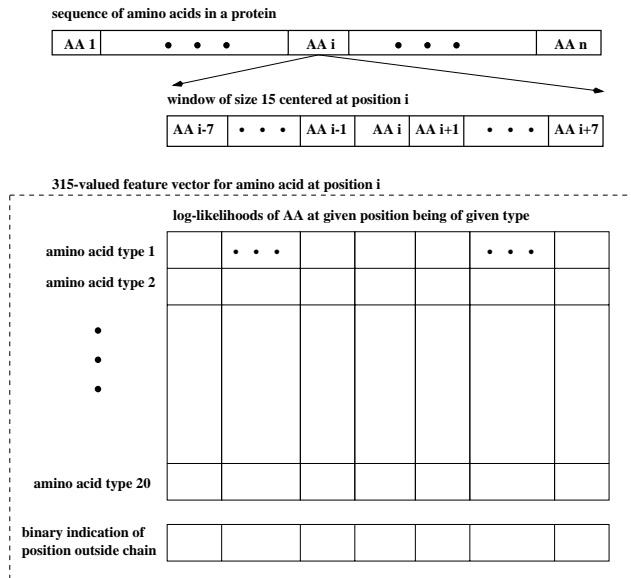 sequence of amino acids in a protein
AA 1 • • • AA i • • • AA n
window of size 15 centered at position i
AA i-7 • • • AA i-1 AA i AA i+1 • • • AA i+7
315-valued feature vector for amino acid at position i
log-likelihoods of AA at given position being of given type
amino acid type 1 • • • • • •
amino acid type 2
•
•
•
amino acid type 20
binary indication of
position outside chain